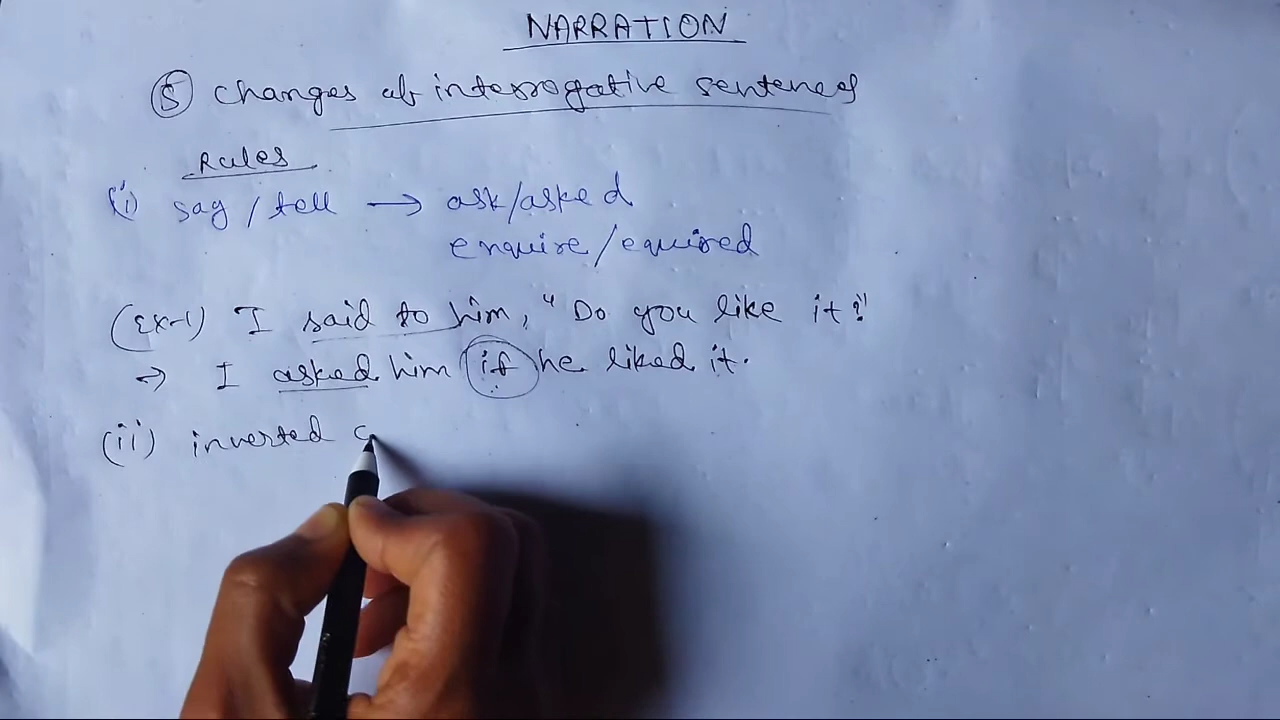 NARRATION
(5) Changes of interrogative sentences
Rules
(i) say / tell → ask/asked
enquire/equired
(Ex-1) I said to him, "Do you like it?"
→ I asked him if he liked it.
(ii) inverted c